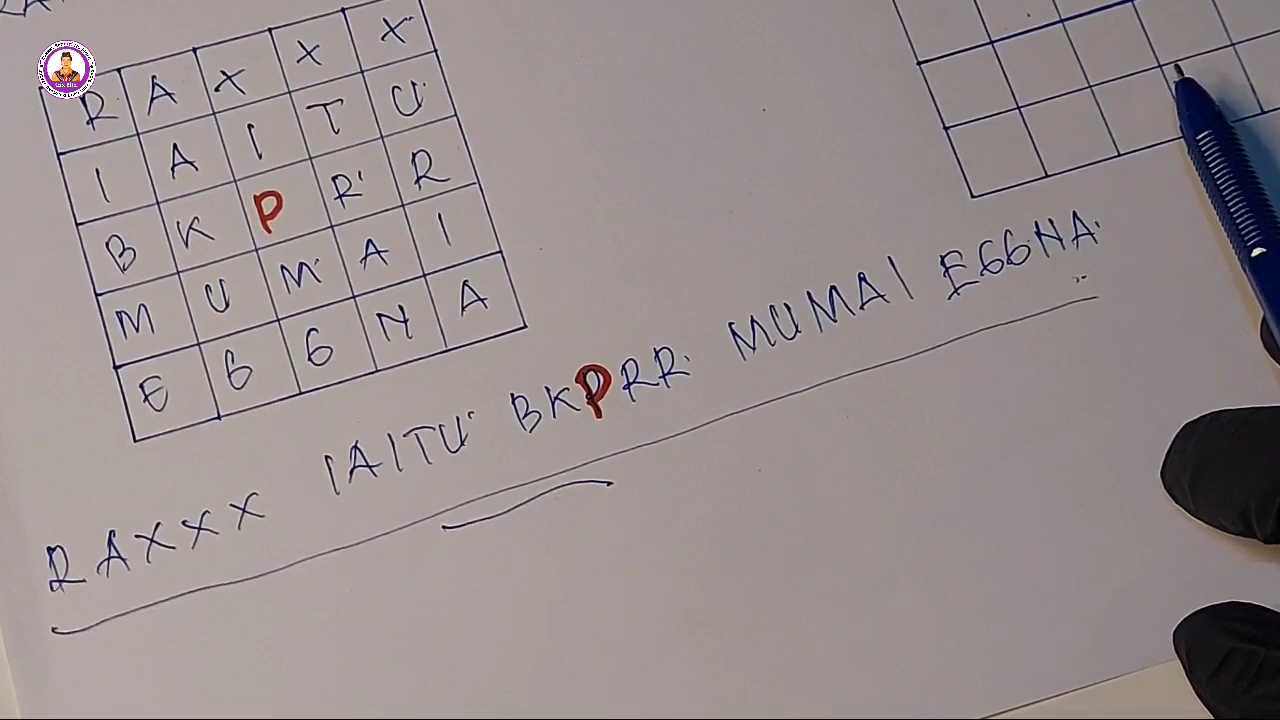 R A X X X
I A I T U
B K P R R
M U M A I
E G G N A
RAXXX IAITU BKPRR MUMAI EGGNA